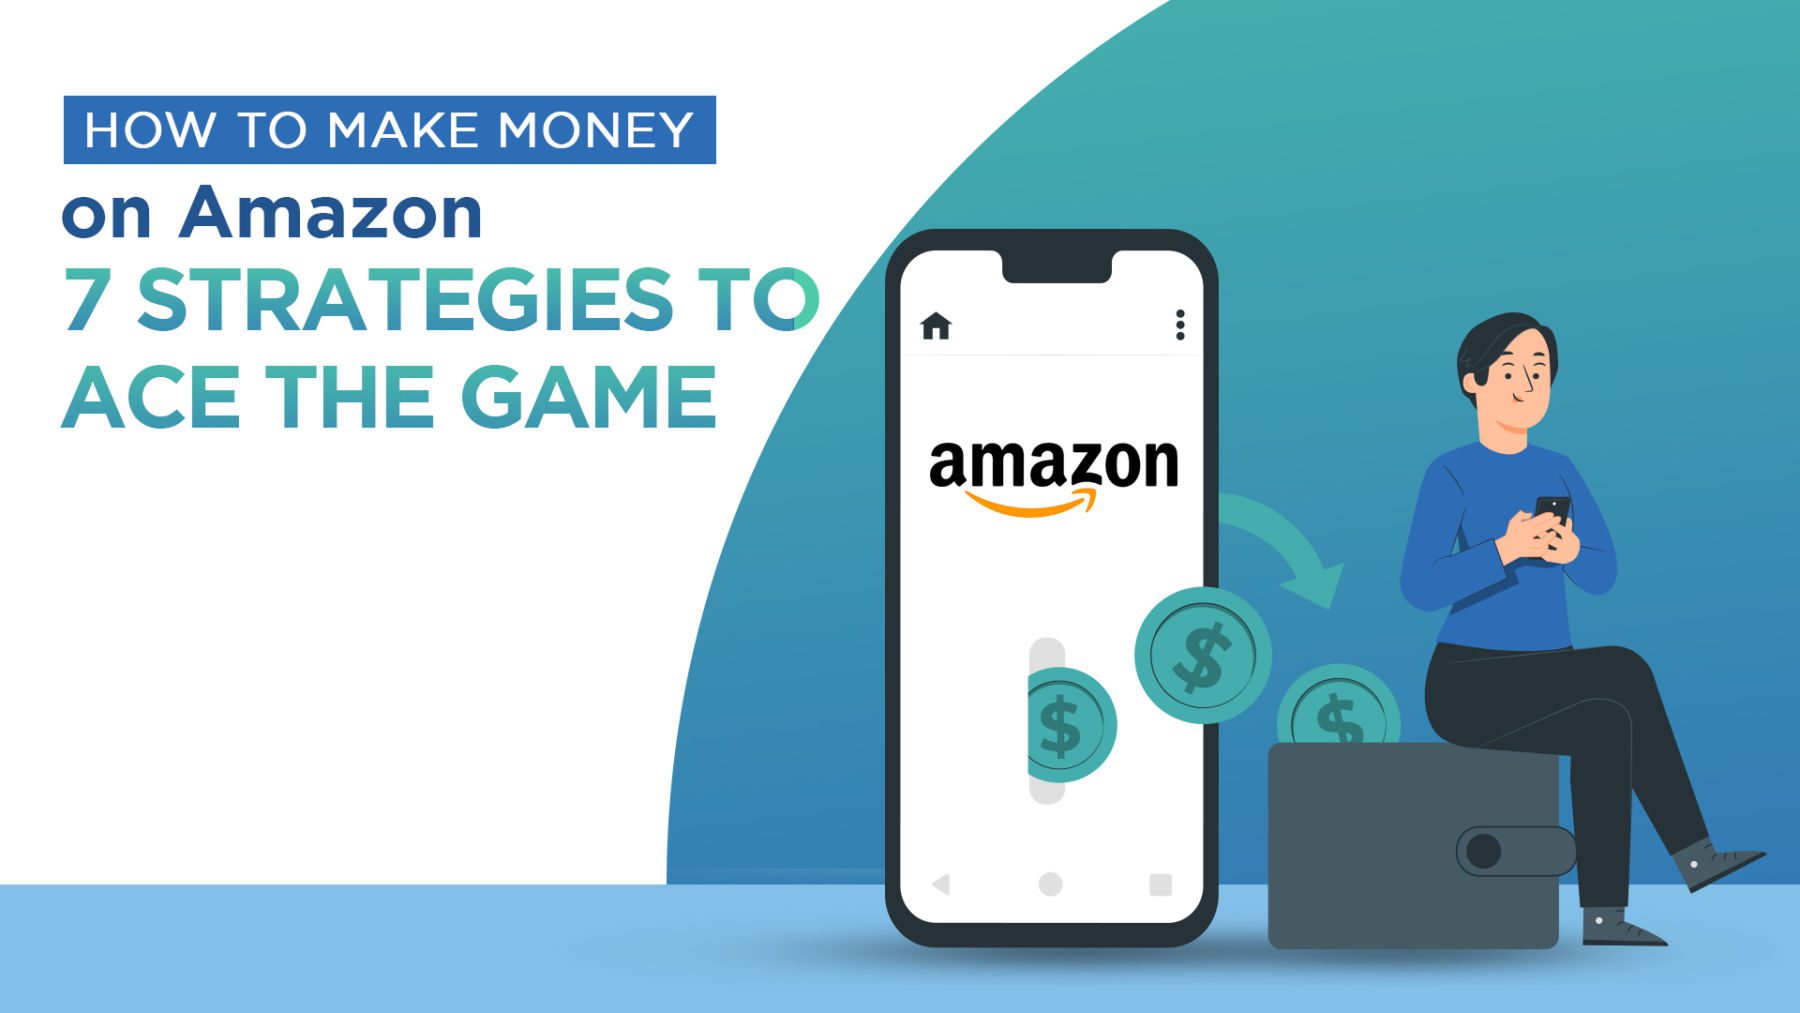 HOW TO MAKE MONEY
on Amazon
7 STRATEGIES TO
ACE THE GAME
amazon
$
$
$